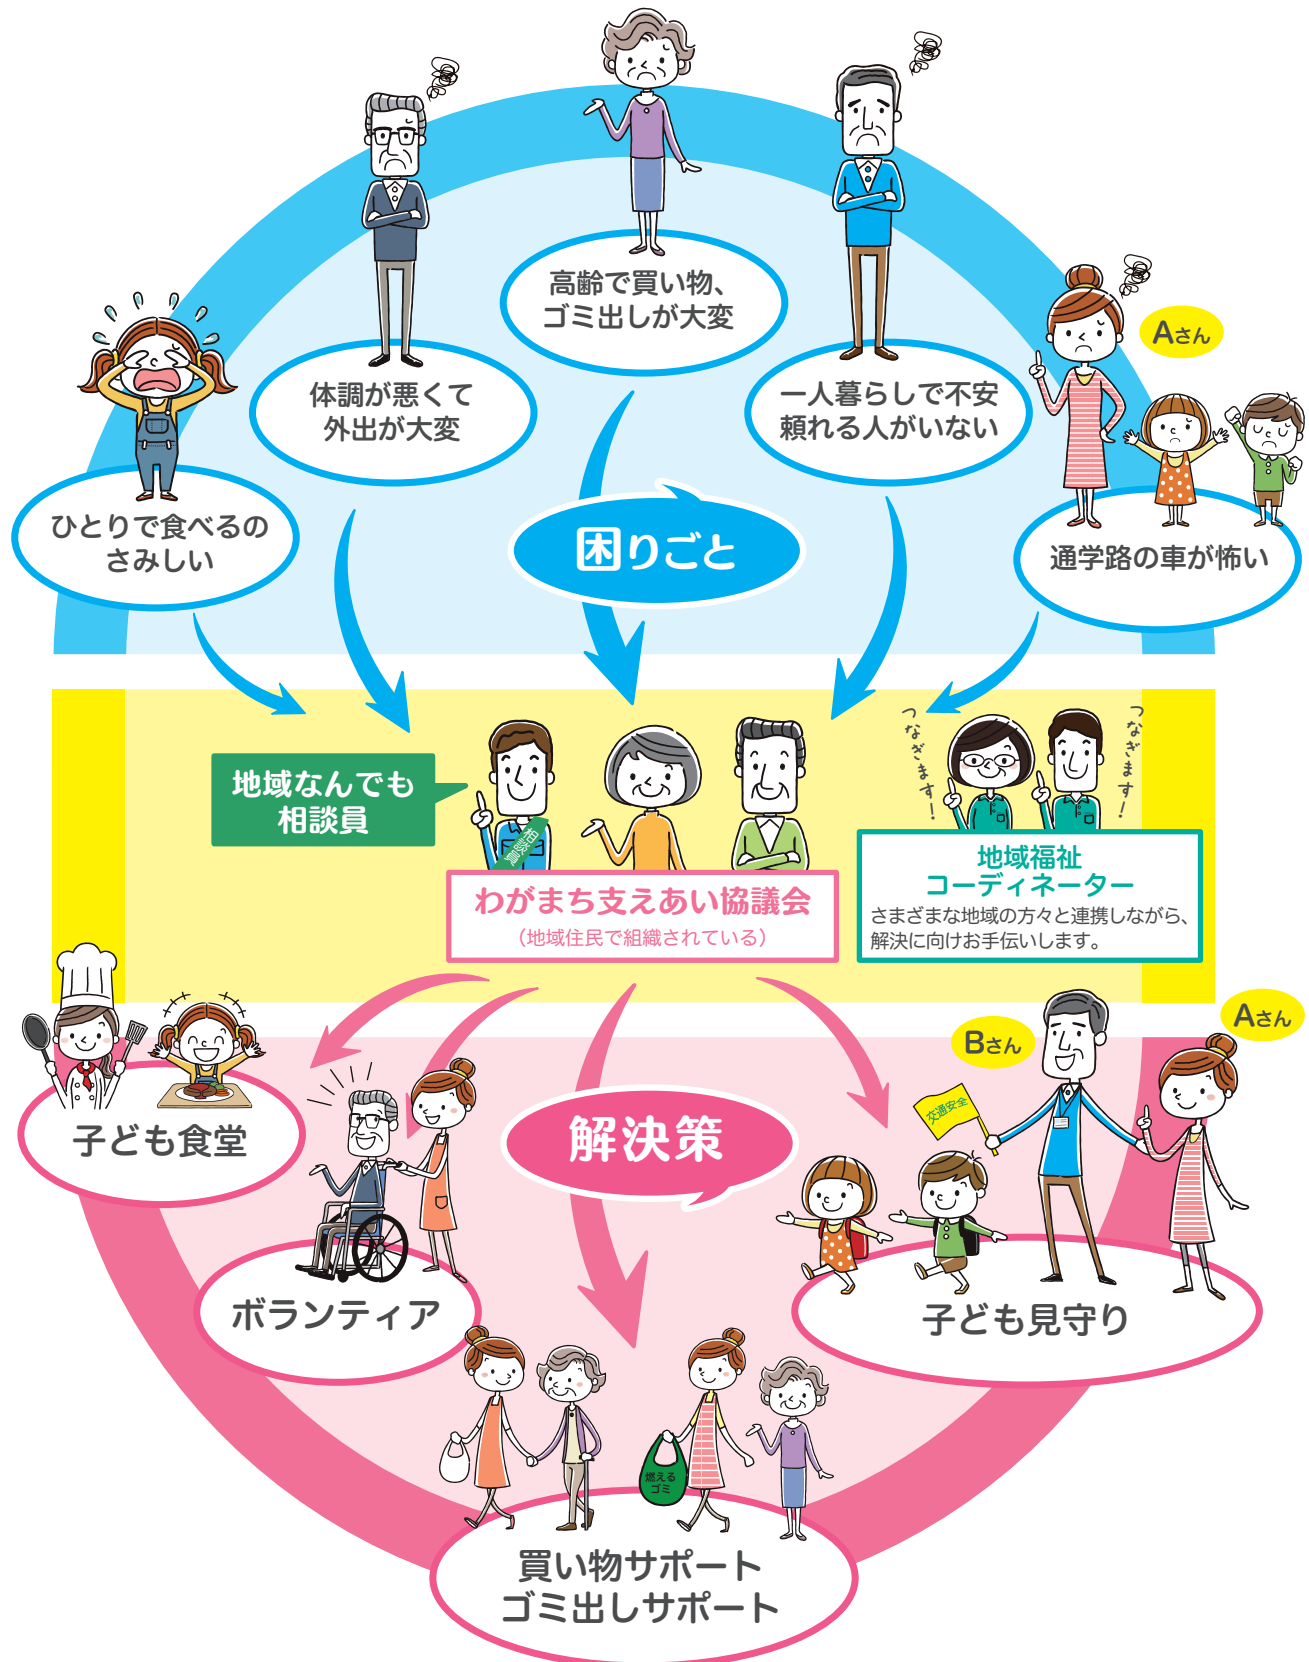 高齢で買い物、
ゴミ出しが大変
Aさん
体調が悪くて
外出が大変
一人暮らしで不安
頼れる人がいない
ひとりで食べるの
さみしい
困りごと
通学路の車が怖い
つなぎます!
つなぎます!
地域なんでも
相談員
相談員
地域福祉
コーディネーター
さまざまな地域の方々と連携しながら、
解決に向けお手伝いします。
わがまち支えあい協議会
(地域住民で組織されている)
Aさん
Bさん
交通安全
子ども食堂
解決策
ボランティア
子ども見守り
燃える
ゴミ
買い物サポート
ゴミ出しサポート